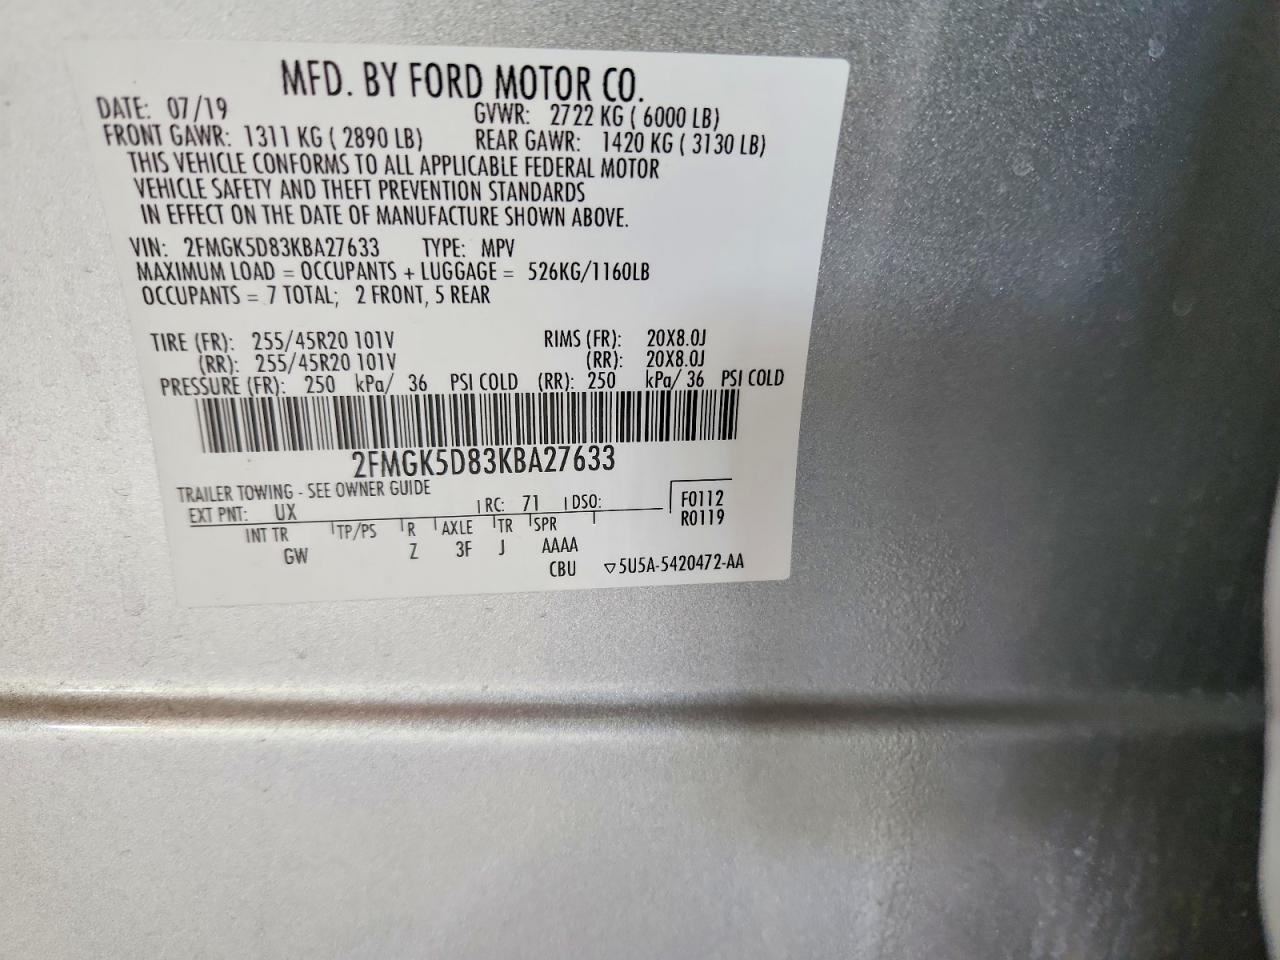 MFD. BY FORD MOTOR CO.
DATE: 07/19 GVWR: 2722 KG ( 6000 LB)
FRONT GAWR: 1311 KG ( 2890 LB) REAR GAWR: 1420 KG ( 3130 LB)
THIS VEHICLE CONFORMS TO ALL APPLICABLE FEDERAL MOTOR
VEHICLE SAFETY AND THEFT PREVENTION STANDARDS
IN EFFECT ON THE DATE OF MANUFACTURE SHOWN ABOVE.
VIN: 2FMGK5D83KBA27633 TYPE: MPV
MAXIMUM LOAD = OCCUPANTS + LUGGAGE = 526KG/1160LB
OCCUPANTS = 7 TOTAL; 2 FRONT, 5 REAR
TIRE (FR): 255/45R20 101V RIMS (FR): 20X8.0J
(RR): 255/45R20 101V (RR): 20X8.0J
PRESSURE (FR): 250 kPa/ 36 PSI COLD (RR): 250 kPa/ 36 PSI COLD
2FMGK5D83KBA27633
TRAILER TOWING - SEE OWNER GUIDE
EXT PNT: UX RC: 71 DSO: F0112
R0119
INT TR TP/PS R AXLE TR SPR
GW Z 3F J AAAA
CBU ▽5U5A-5420472-AA